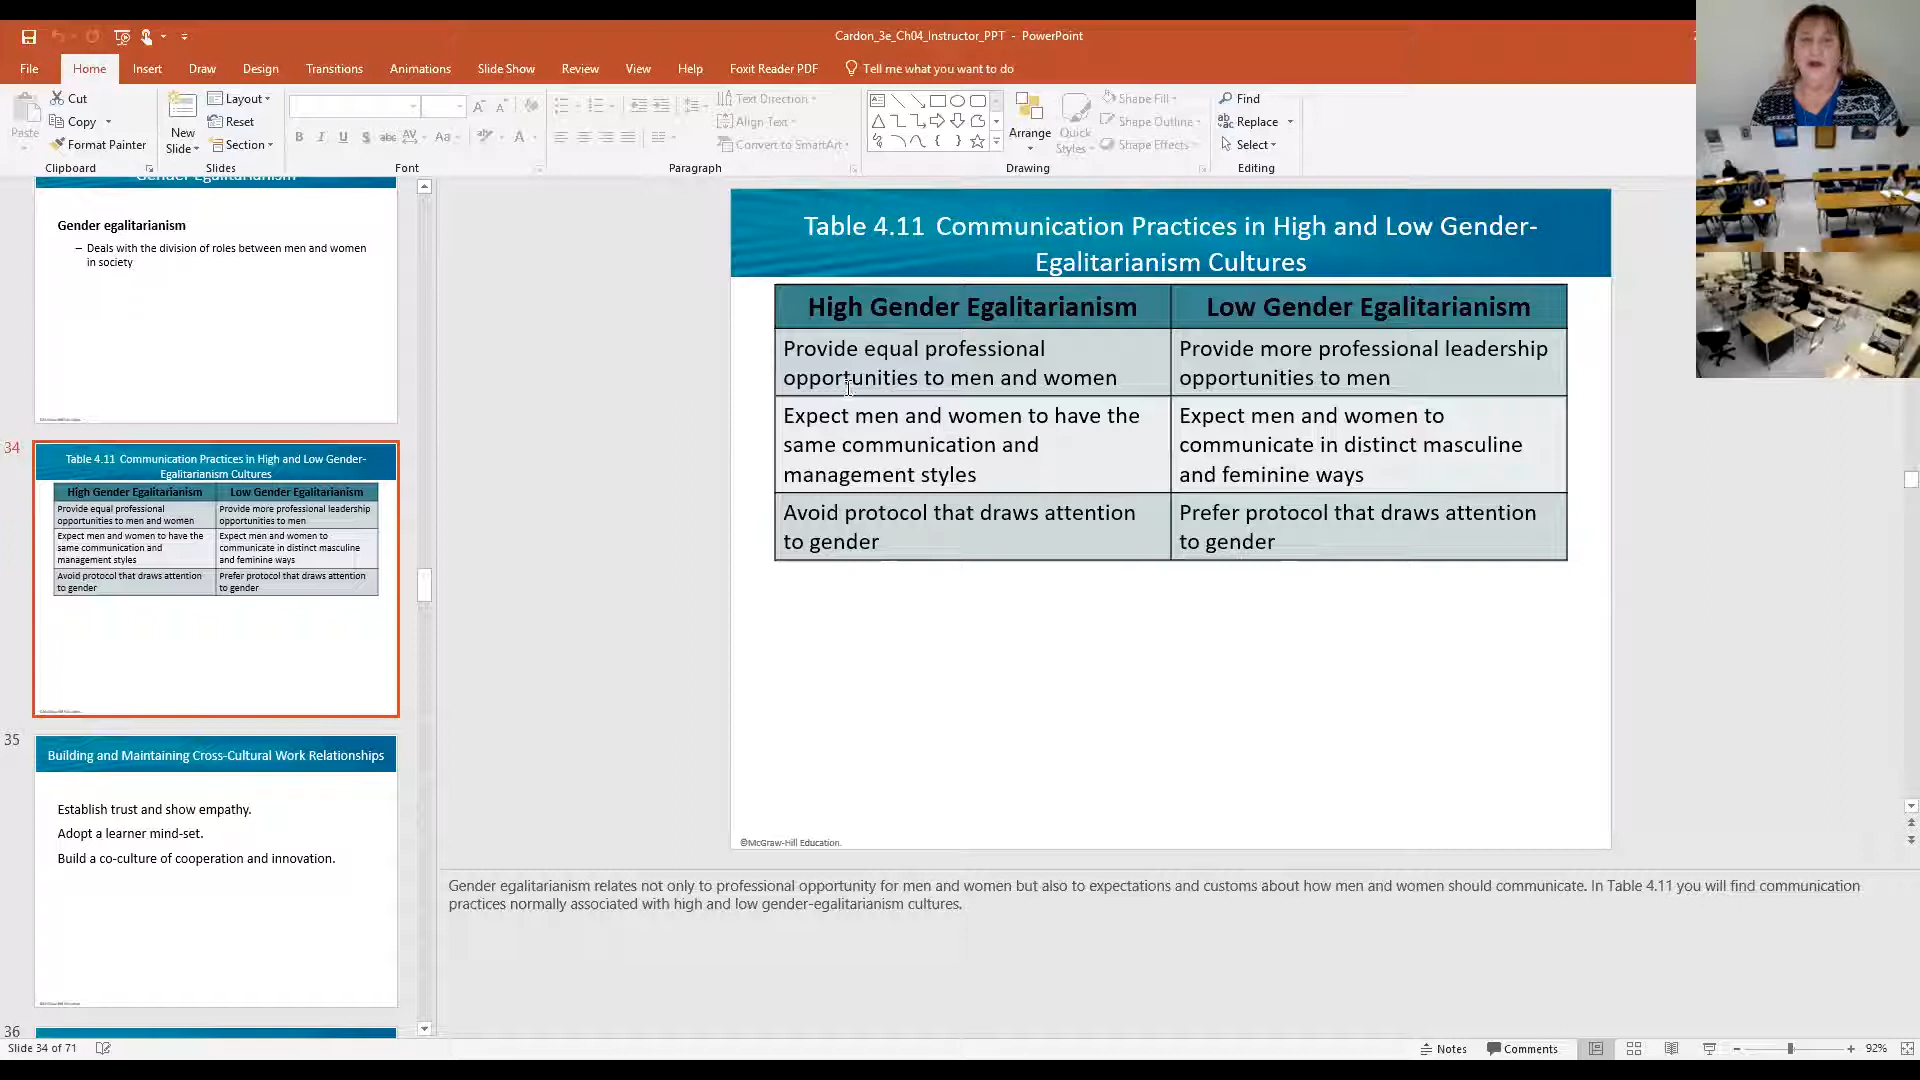 Cardon_3e_Ch04_Instructor_PPT - PowerPoint
File Home Insert Draw Design Transitions Animations Slide Show Review View Help Foxit Reader PDF Tell me what you want to do
Paste
Cut
Copy
Format Painter
Clipboard
New
Slide
Layout
Reset
Section
Slides
B I U S abc AV Aa A
Font
Text Direction
Align Text
Convert to SmartArt
Paragraph
Arrange
Quick
Styles
Shape Fill
Shape Outline
Shape Effects
Drawing
Find
Replace
Select
Editing
Gender Egalitarianism
Gender egalitarianism
– Deals with the division of roles between men and women
in society
34
Table 4.11 Communication Practices in High and Low Gender-
Egalitarianism Cultures
High Gender Egalitarianism Low Gender Egalitarianism
Provide equal professional Provide more professional leadership
opportunities to men and women opportunities to men
Expect men and women to have the Expect men and women to
same communication and communicate in distinct masculine
management styles and feminine ways
Avoid protocol that draws attention Prefer protocol that draws attention
to gender to gender
35
Building and Maintaining Cross-Cultural Work Relationships
Establish trust and show empathy.
Adopt a learner mind-set.
Build a co-culture of cooperation and innovation.
36
Table 4.11 Communication Practices in High and Low Gender-
Egalitarianism Cultures
High Gender Egalitarianism Low Gender Egalitarianism
Provide equal professional Provide more professional leadership
opportunities to men and women opportunities to men
Expect men and women to have the Expect men and women to
same communication and communicate in distinct masculine
management styles and feminine ways
Avoid protocol that draws attention Prefer protocol that draws attention
to gender to gender
©McGraw-Hill Education.
Gender egalitarianism relates not only to professional opportunity for men and women but also to expectations and customs about how men and women should communicate. In Table 4.11 you will find communication
practices normally associated with high and low gender-egalitarianism cultures.
Slide 34 of 71
Notes Comments 92%